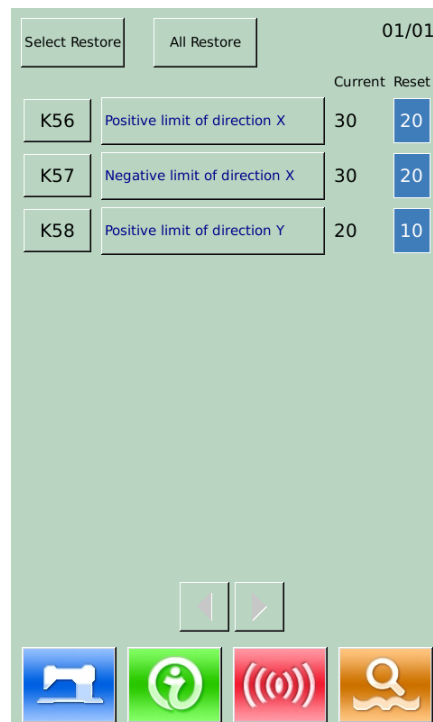 Select Restore All Restore 01/01
Current Reset
K56 Positive limit of direction X 30 20
K57 Negative limit of direction X 30 20
K58 Positive limit of direction Y 20 10